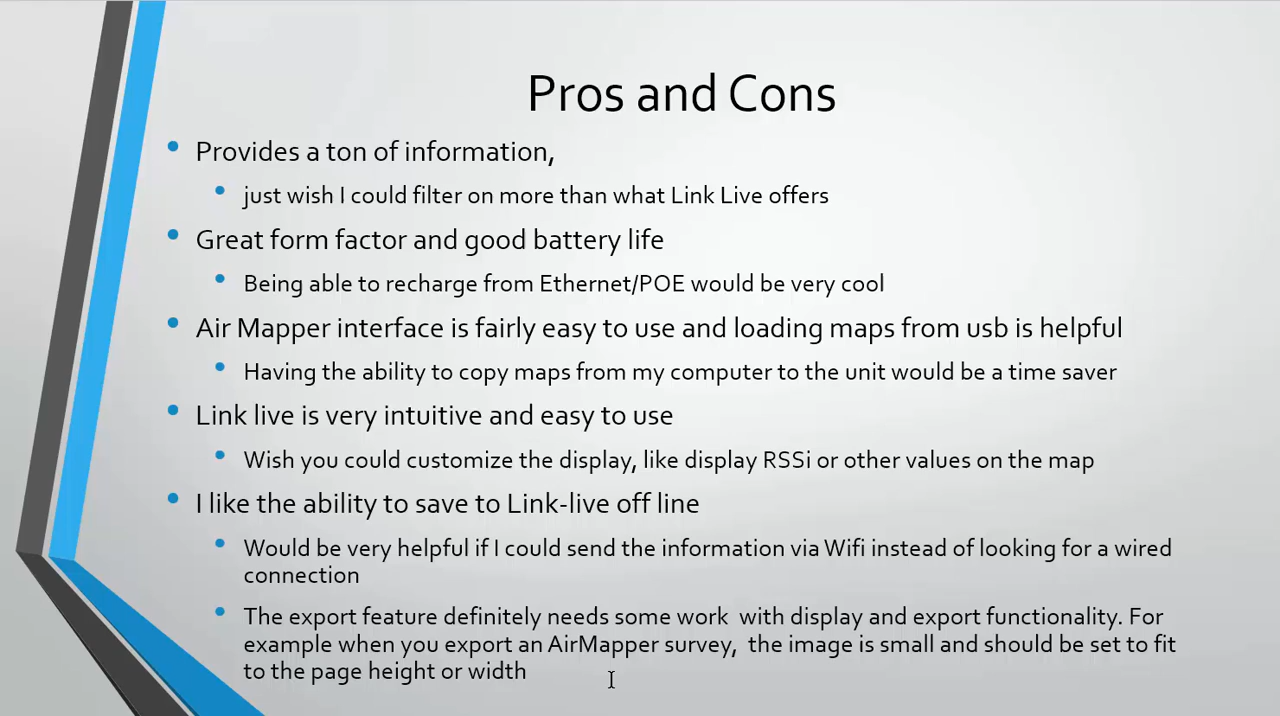 Pros and Cons
Provides a ton of information,
just wish I could filter on more than what Link Live offers
Great form factor and good battery life
Being able to recharge from Ethernet/POE would be very cool
Air Mapper interface is fairly easy to use and loading maps from usb is helpful
Having the ability to copy maps from my computer to the unit would be a time saver
Link live is very intuitive and easy to use
Wish you could customize the display, like display RSSi or other values on the map
I like the ability to save to Link-live off line
Would be very helpful if I could send the information via Wifi instead of looking for a wired
connection
The export feature definitely needs some work  with display and export functionality. For
example when you export an AirMapper survey,  the image is small and should be set to fit
to the page height or width